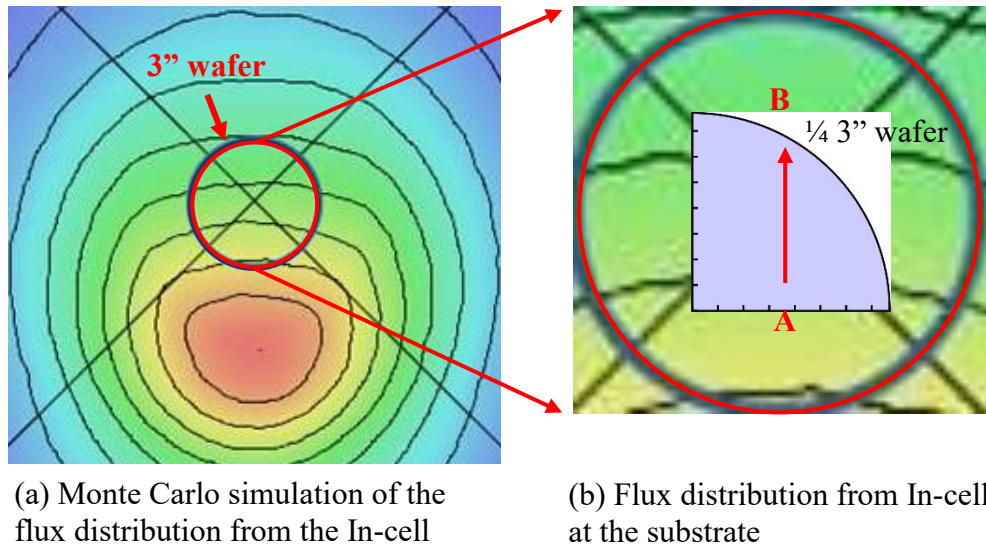 3” wafer
B
¼ 3” wafer
A
(a) Monte Carlo simulation of the
flux distribution from the In-cell
(b) Flux distribution from In-cell
at the substrate